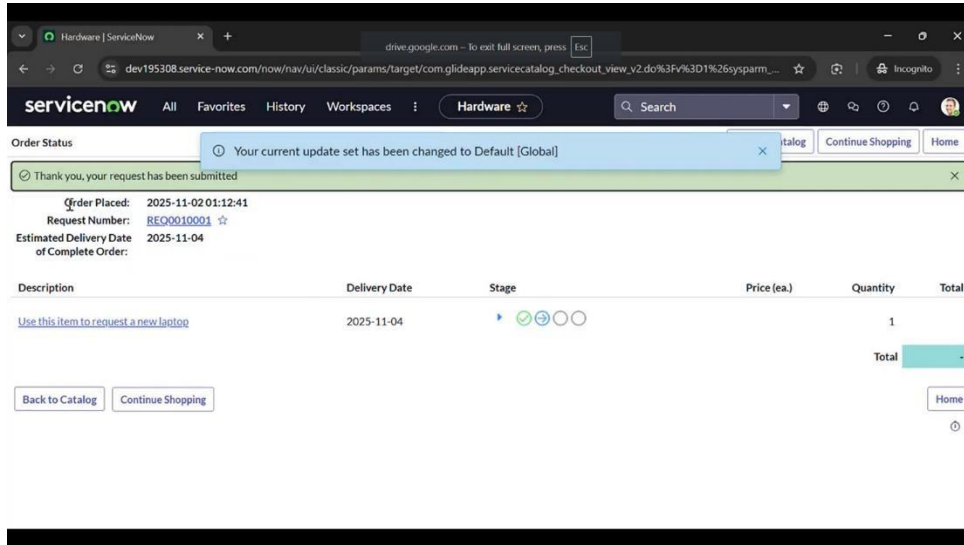 Hardware | ServiceNow
drive.google.com – To exit full screen, press Esc
dev195308.service-now.com/now/nav/ui/classic/params/target/com.glideapp.servicecatalog_checkout_view_v2.do%3Fv%3D1%26sysparm_...
Incognito
servicenow All Favorites History Workspaces Hardware Search
Order Status
Your current update set has been changed to Default [Global]
talog Continue Shopping Home
Thank you, your request has been submitted
Order Placed: 2025-11-02 01:12:41
Request Number: REQ0010001
Estimated Delivery Date 2025-11-04
of Complete Order:
Description Delivery Date Stage Price (ea.) Quantity Total
Use this item to request a new laptop 2025-11-04 1
Total -
Back to Catalog Continue Shopping Home